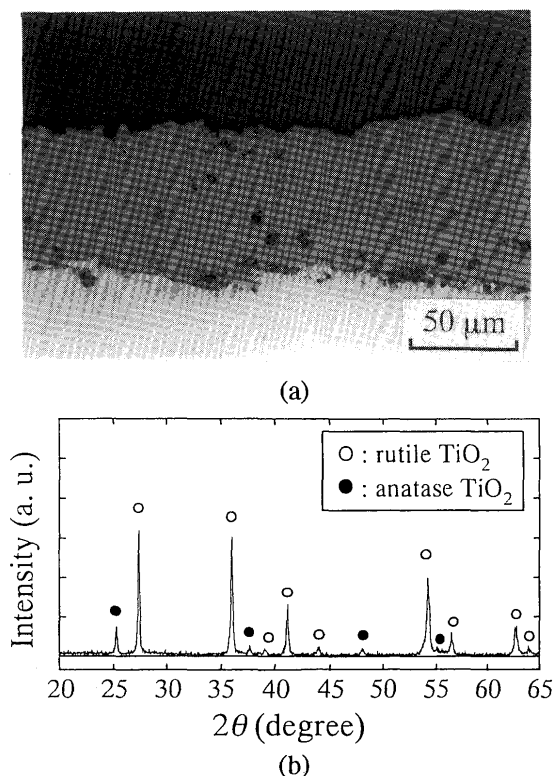 50 μm
(a)
○ : rutile TiO₂
● : anatase TiO₂
Intensity (a. u.)
20 25 30 35 40 45 50 55 60 65
2θ (degree)
(b)